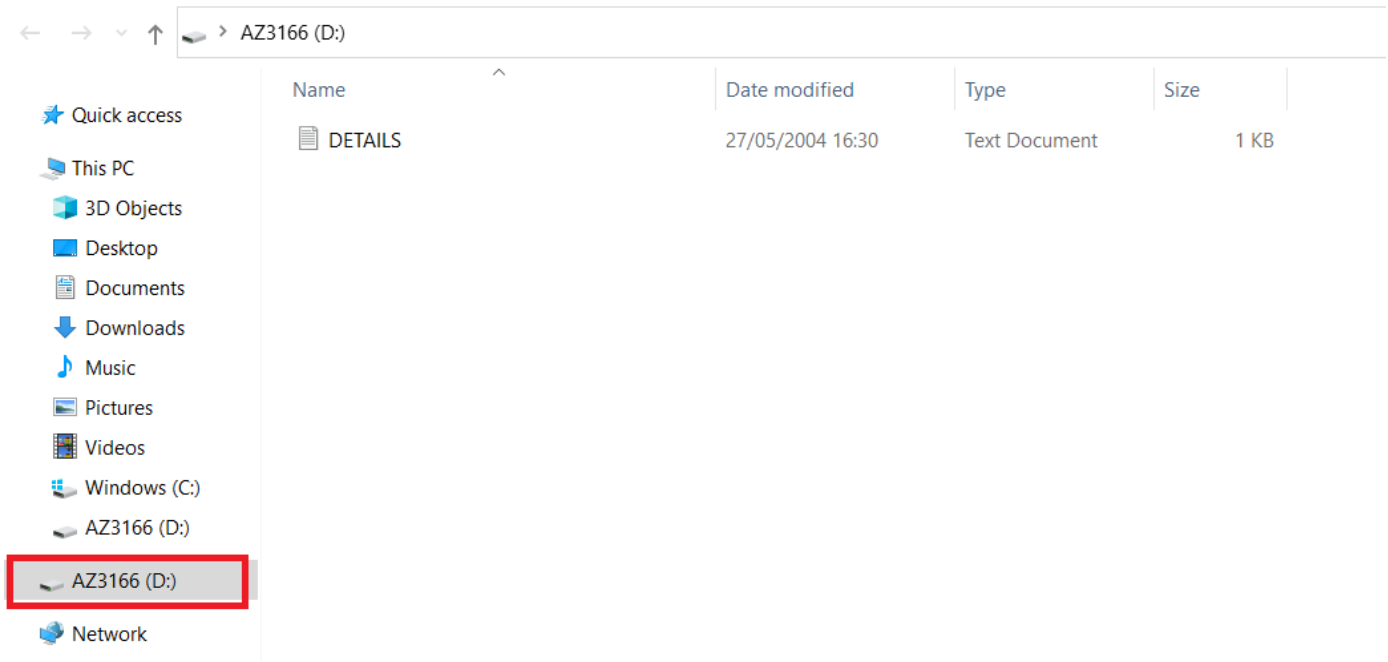 AZ3166 (D:)
Name Date modified Type Size
DETAILS 27/05/2004 16:30 Text Document 1 KB
Quick access
This PC
3D Objects
Desktop
Documents
Downloads
Music
Pictures
Videos
Windows (C:)
AZ3166 (D:)
AZ3166 (D:)
Network